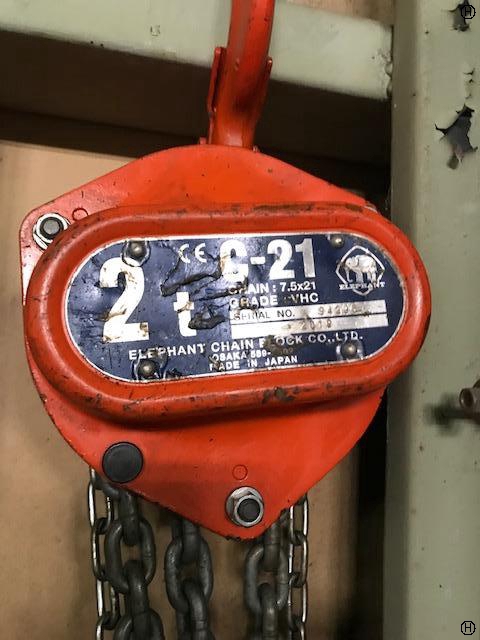 2t
CE
C-21
CHAIN : 7.5x21
GRADE : VHC
SERIAL NO.
2019
ELEPHANT
ELEPHANT CHAIN BLOCK CO., LTD.
MADE IN JAPAN
H
H